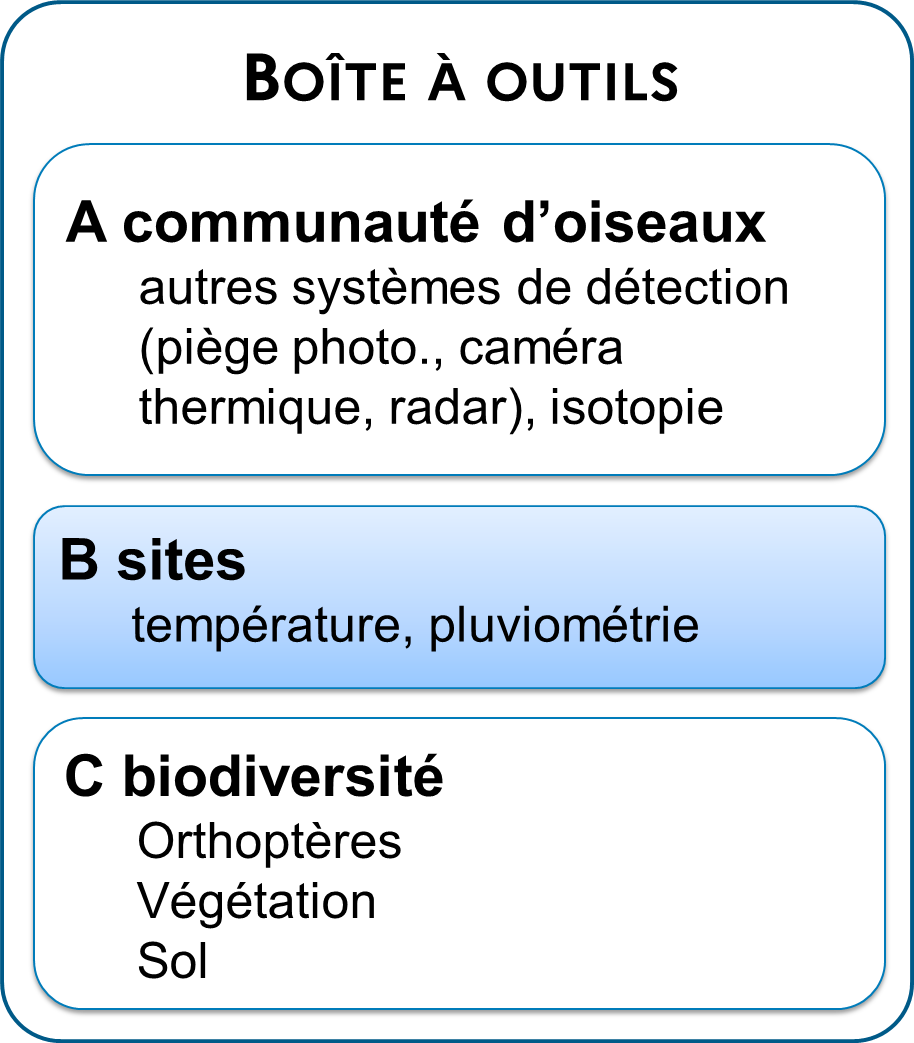 BOÎTE À OUTILS
A communauté d’oiseaux
autres systèmes de détection
(piège photo., caméra
thermique, radar), isotopie
B sites
température, pluviométrie
C biodiversité
Orthoptères
Végétation
Sol